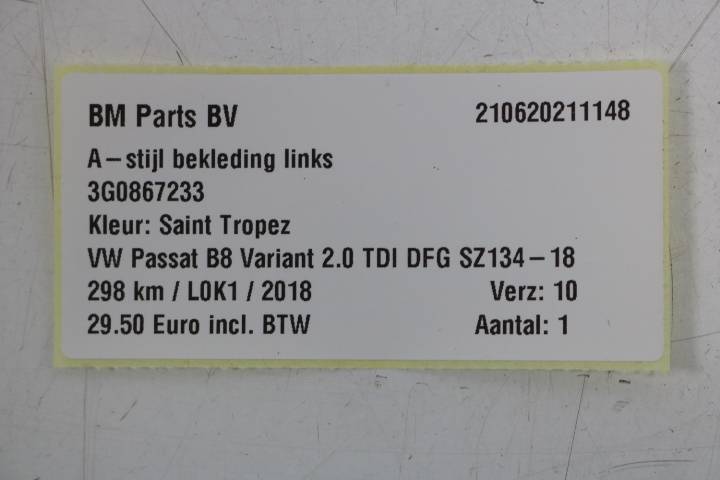 BM Parts BV 210620211148
A-stijl bekleding links
3G0867233
Kleur: Saint Tropez
VW Passat B8 Variant 2.0 TDI DFG SZ134-18
298 km / L0K1 / 2018 Verz: 10
29.50 Euro incl. BTW Aantal: 1